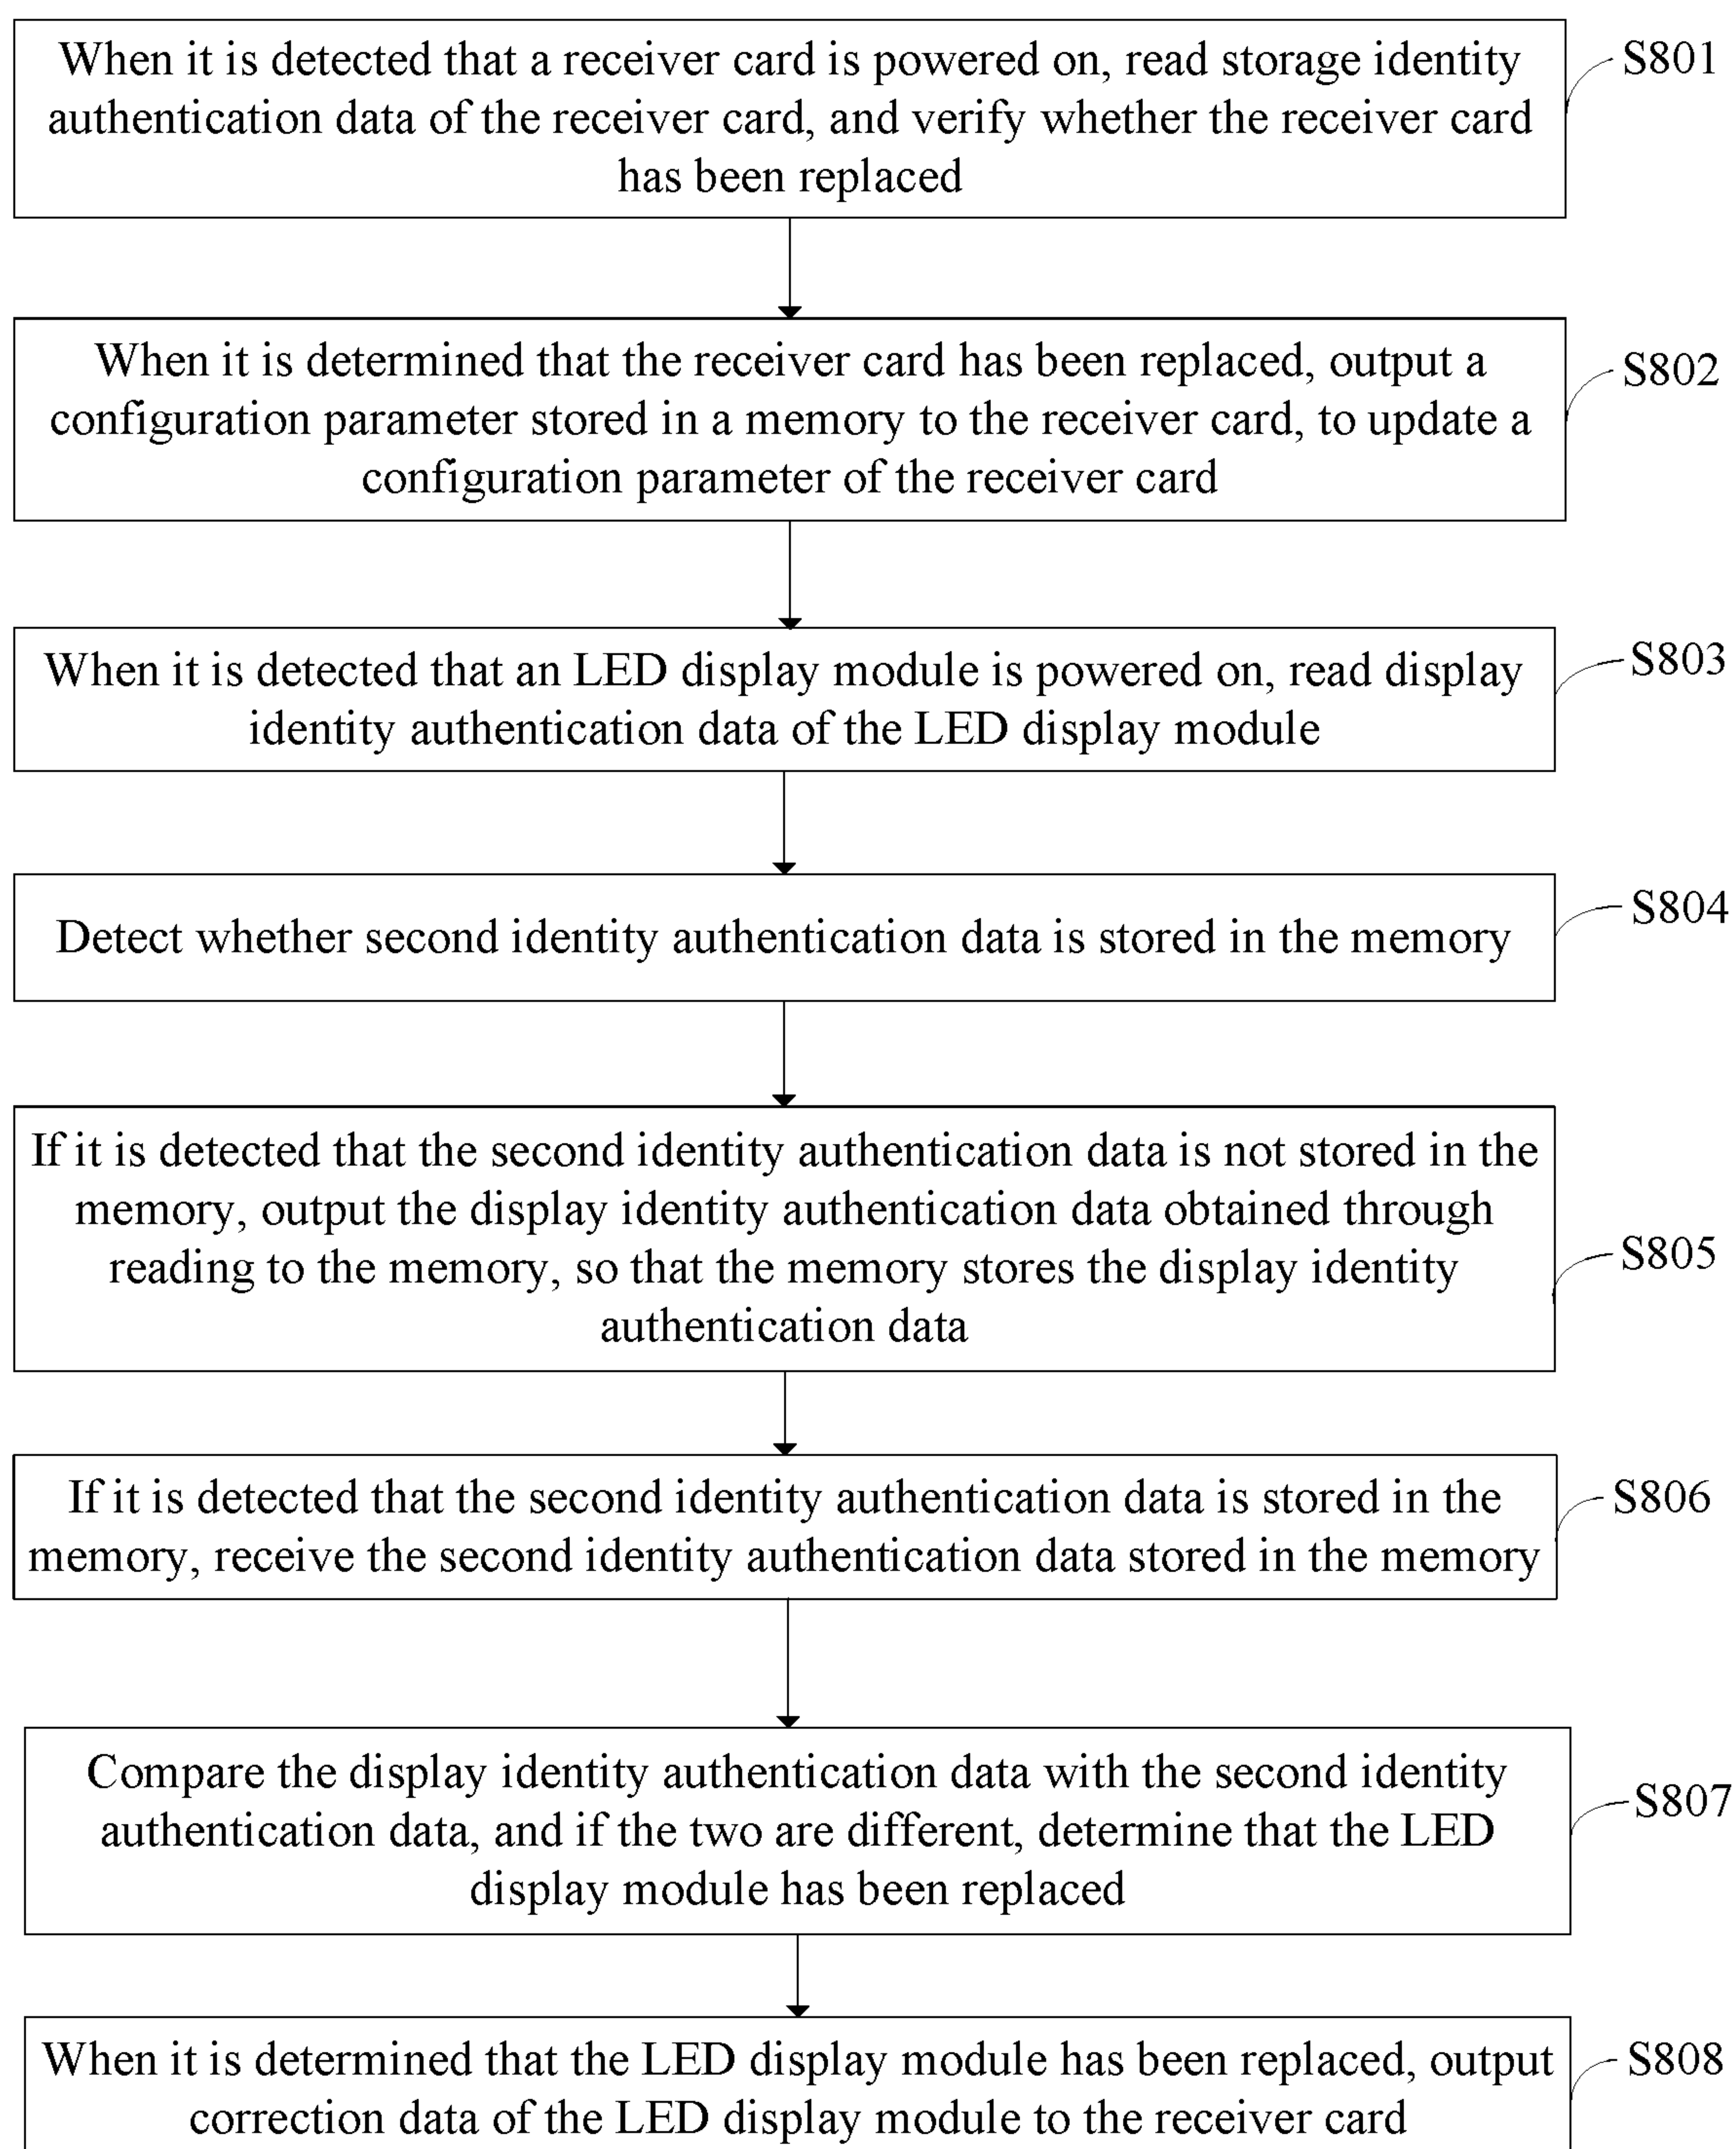 When it is detected that a receiver card is powered on, read storage identity
authentication data of the receiver card, and verify whether the receiver card
has been replaced
S801
When it is determined that the receiver card has been replaced, output a
configuration parameter stored in a memory to the receiver card, to update a
configuration parameter of the receiver card
S802
When it is detected that an LED display module is powered on, read display
identity authentication data of the LED display module
S803
Detect whether second identity authentication data is stored in the memory
S804
If it is detected that the second identity authentication data is not stored in the
memory, output the display identity authentication data obtained through
reading to the memory, so that the memory stores the display identity
authentication data
S805
If it is detected that the second identity authentication data is stored in the
memory, receive the second identity authentication data stored in the memory
S806
Compare the display identity authentication data with the second identity
authentication data, and if the two are different, determine that the LED
display module has been replaced
S807
When it is determined that the LED display module has been replaced, output
correction data of the LED display module to the receiver card
S808